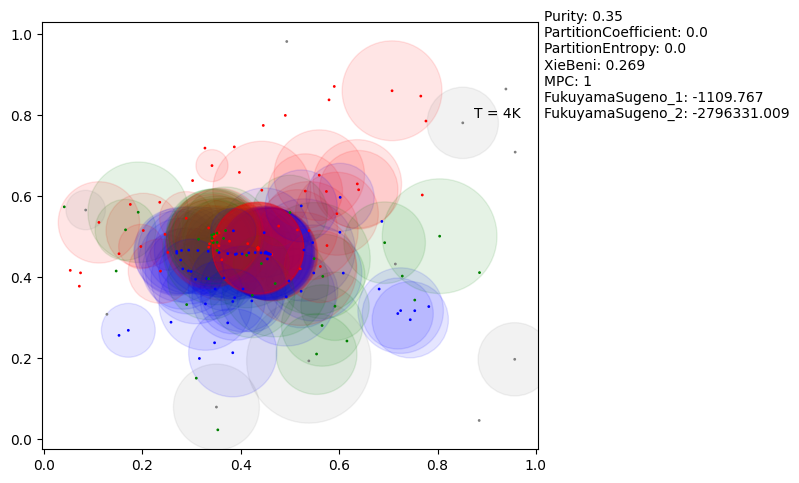 Purity: 0.35
PartitionCoefficient: 0.0
PartitionEntropy: 0.0
XieBeni: 0.269
MPC: 1
FukuyamaSugeno_1: -1109.767
FukuyamaSugeno_2: -2796331.009
T = 4K
1.0
0.8
0.6
0.4
0.2
0.0
0.0 0.2 0.4 0.6 0.8 1.0